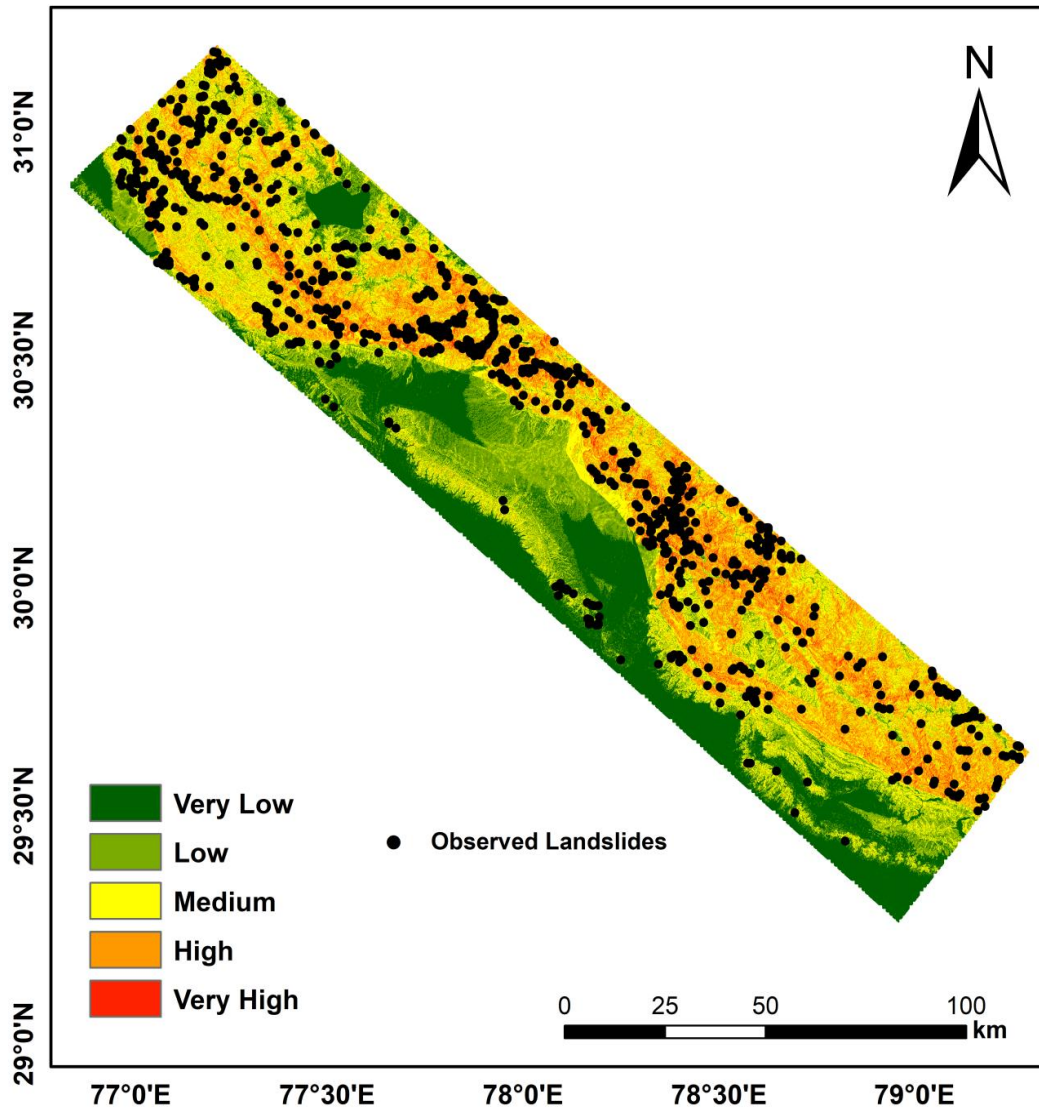 N
31°0'N
30°30'N
30°0'N
29°30'N
29°0'N
Very Low
Low
Medium
High
Very High
Observed Landslides
0 25 50 100
km
77°0'E 77°30'E 78°0'E 78°30'E 79°0'E